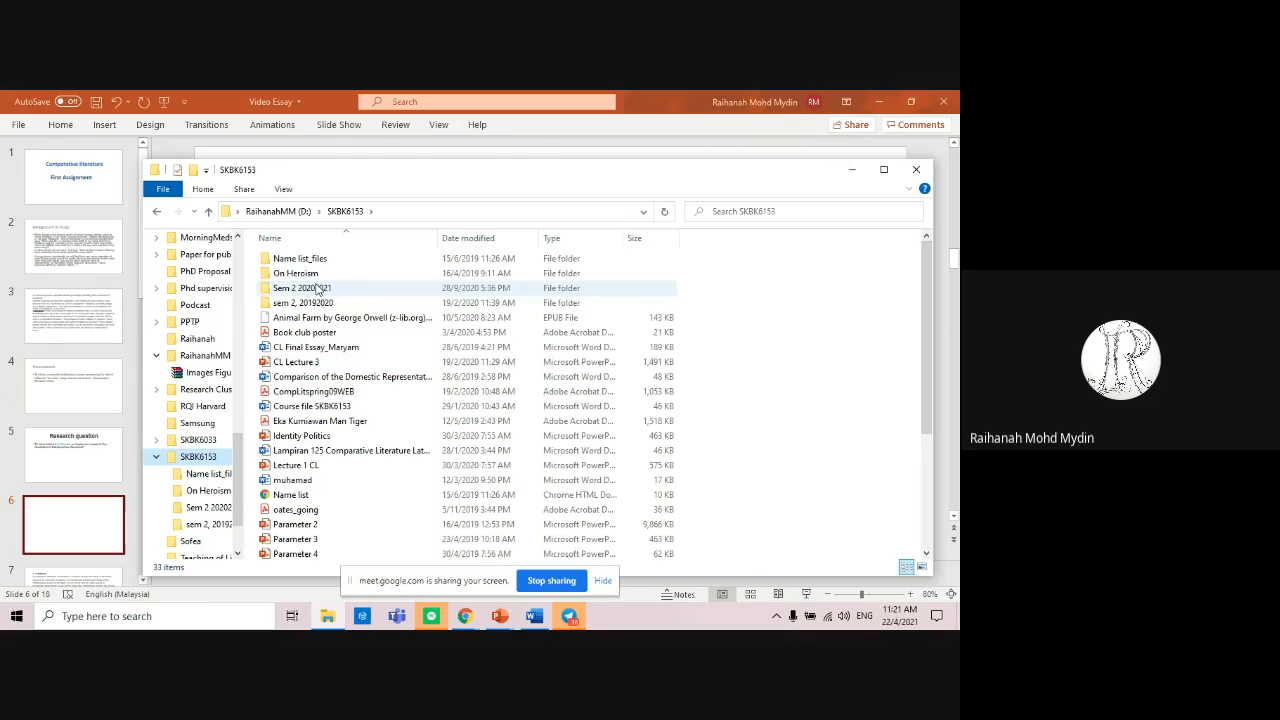 AutoSave Off Video Essay Search Raihanah Mohd Mydin RM
File Home Insert Design Transitions Animations Slide Show Review View Help Share Comments
1 Comparative literature
First Assignment
2
3
4
5 Research question
6
7
SKBK6153
File Home Share View
RaihanahMM (D:) SKBK6153 Search SKBK6153
MorningMeds
Paper for pub
PhD Proposal
Phd supervisi
Podcast
PPTP
Raihanah
RaihanahMM
Images Figu
Research Clus
RQI Harvard
Samsung
SKBK6033
SKBK6153
Name list_fil
On Heroism
Sem 2 2020
sem 2, 20192
Sofea
Name Date modified Type Size
Name list_files 15/6/2019 11:26 AM File folder
On Heroism 16/4/2019 9:11 AM File folder
Sem 2 2020 021 28/9/2020 5:36 PM File folder
sem 2, 20192020 File folder
Animal Farm by George Orwell (z-lib.org)... EPUB File 143 KB
Book club poster 3/4/2020 4:53 PM Adobe Acrobat D... 21 KB
CL Final Essay_Maryam 28/6/2019 4:21 PM Microsoft Word D... 189 KB
CL Lecture 3 19/2/2020 11:29 AM Microsoft PowerP... 1,491 KB
Comparison of the Domestic Representat... 28/6/2019 2:58 PM Microsoft Word D... 48 KB
CompLitspring09WEB 19/2/2020 10:48 AM Adobe Acrobat D... 1,053 KB
Course file SKBK6153 29/1/2020 10:43 AM Microsoft Word D... 46 KB
Eka Kurniawan Man Tiger 12/5/2019 2:43 PM Adobe Acrobat D... 1,518 KB
Identity Politics 30/3/2020 7:55 AM Microsoft PowerP... 463 KB
Lampiran 125 Comparative Literature Lat... 28/1/2020 3:44 PM Microsoft Word D... 46 KB
Lecture 1 CL 30/3/2020 7:57 AM Microsoft PowerP... 575 KB
muhamad 12/3/2020 9:50 PM Microsoft Word D... 17 KB
Name list 15/6/2019 11:26 AM Chrome HTML Do... 10 KB
oates_going 5/11/2019 3:44 PM Adobe Acrobat D... 51 KB
Parameter 2 16/4/2019 12:53 PM Microsoft PowerP... 9,866 KB
Parameter 3 23/4/2019 10:18 AM Microsoft PowerP... 463 KB
Parameter 4 30/4/2019 7:56 AM Microsoft PowerP... 62 KB
33 items
meet.google.com is sharing your screen. Stop sharing Hide
Slide 6 of 18 English (Malaysia) Notes 80%
Type here to search ENG 11:21 AM
22/4/2021
Raihanah Mohd Mydin